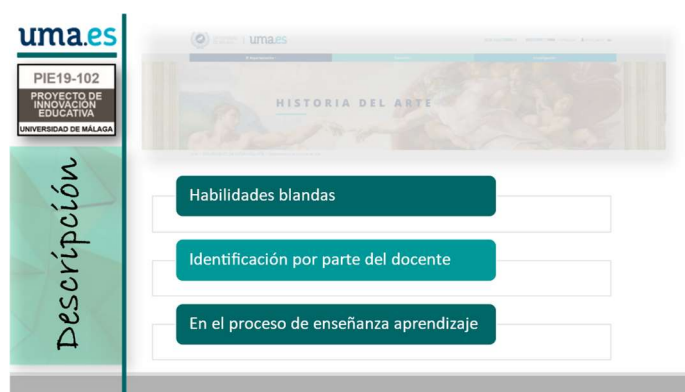 uma.es
PIE19-102
PROYECTO DE
INNOVACIÓN
EDUCATIVA
UNIVERSIDAD DE MÁLAGA
Descripción
uma.es
HISTORIA DEL ARTE
Habilidades blandas
Identificación por parte del docente
En el proceso de enseñanza aprendizaje